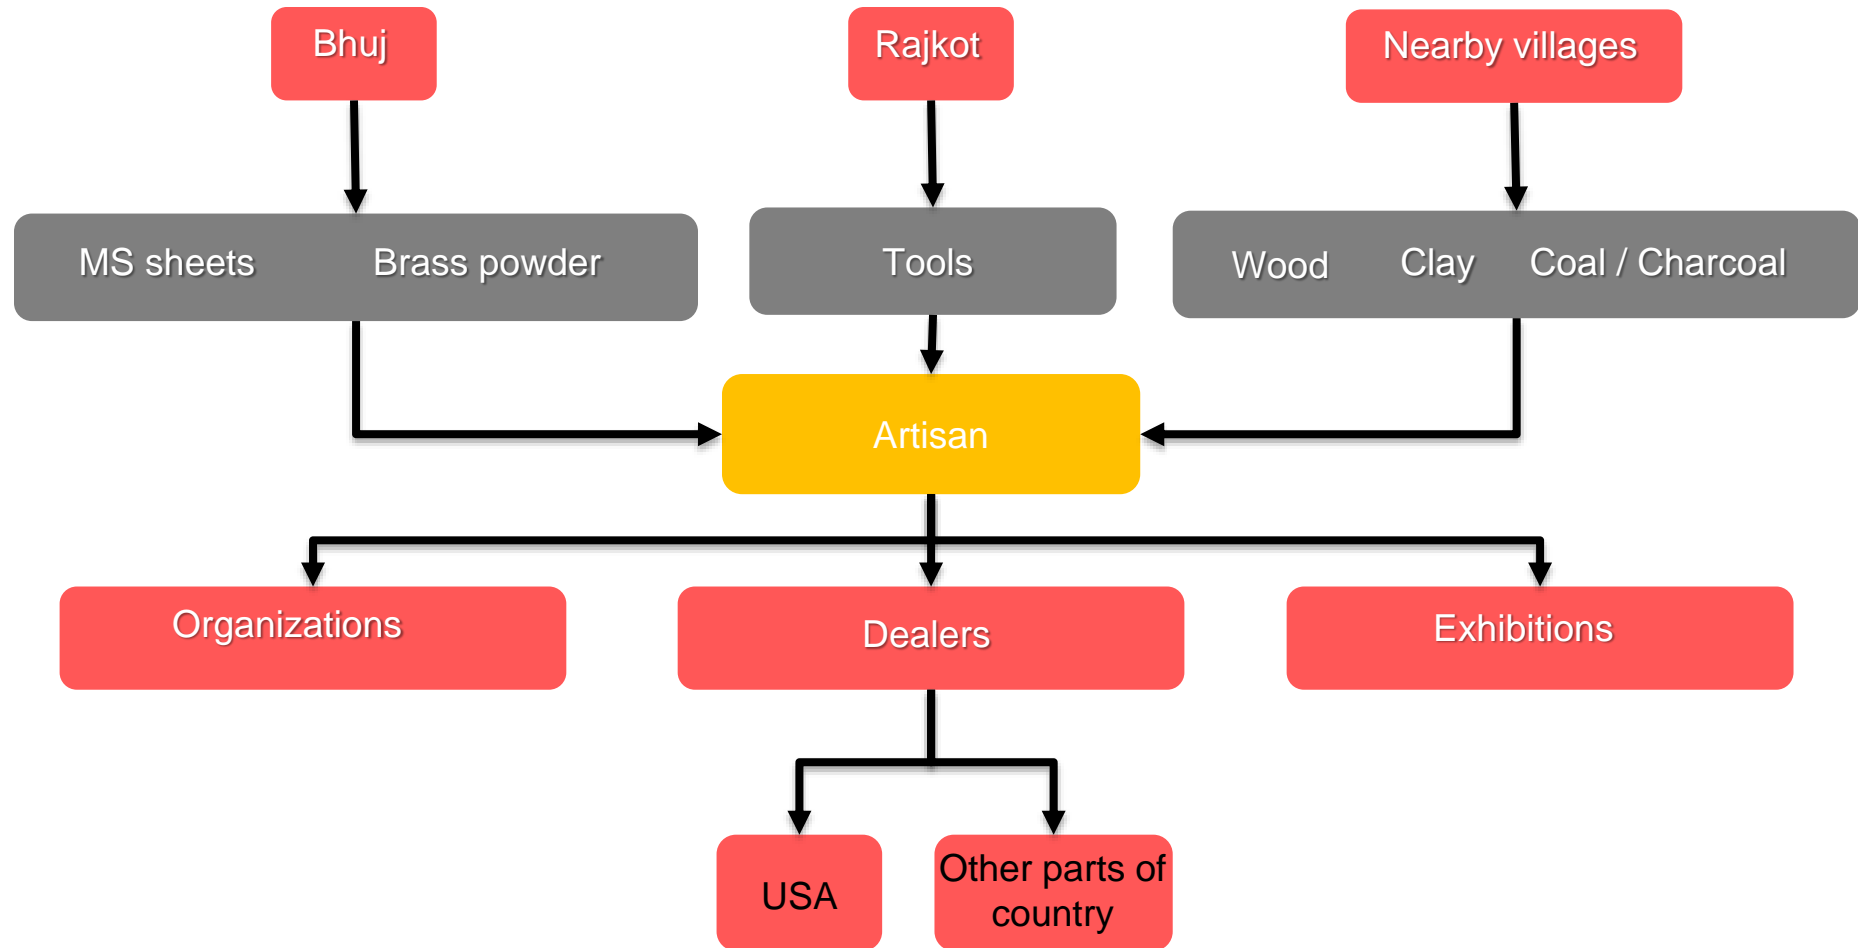 Bhuj
Rajkot
Nearby villages
MS sheets
Brass powder
Tools
Wood
Clay
Coal / Charcoal
Artisan
Organizations
Dealers
Exhibitions
USA
Other parts of
country